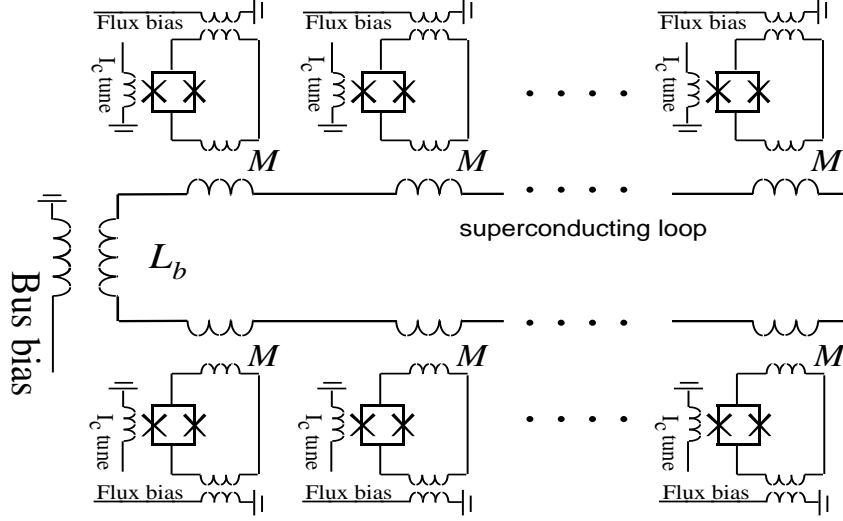 Flux bias Flux bias Flux bias
I_c tune I_c tune I_c tune
M M M
superconducting loop
L_b
Bus bias
M M M
I_c tune I_c tune I_c tune
Flux bias Flux bias Flux bias